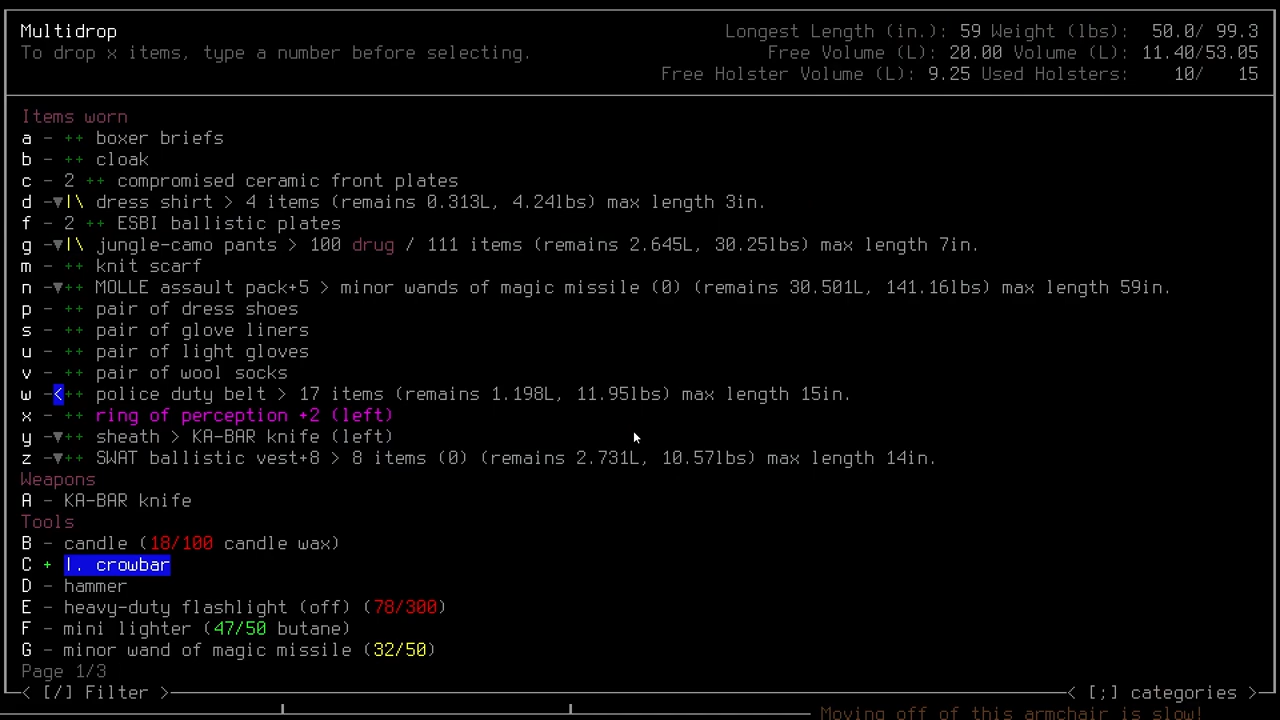 Multidrop
To drop x items, type a number before selecting.
Longest Length (in.): 59 Weight (lbs): 50.0/ 99.3
Free Volume (L): 20.00 Volume (L): 11.40/53.05
Free Holster Volume (L): 9.25 Used Holsters: 10/ 15
Items worn
a - ++ boxer briefs
b - ++ cloak
c - 2 ++ compromised ceramic front plates
d -▼|\ dress shirt > 4 items (remains 0.313L, 4.24lbs) max length 3in.
f - 2 ++ ESBI ballistic plates
g -▼|\ jungle-camo pants > 100 drug / 111 items (remains 2.645L, 30.25lbs) max length 7in.
m - ++ knit scarf
n -▼++ MOLLE assault pack+5 > minor wands of magic missile (0) (remains 30.501L, 141.16lbs) max length 59in.
p - ++ pair of dress shoes
s - ++ pair of glove liners
u - ++ pair of light gloves
v - ++ pair of wool socks
w -<++ police duty belt > 17 items (remains 1.198L, 11.95lbs) max length 15in.
x - ++ ring of perception +2 (left)
y -▼++ sheath > KA-BAR knife (left)
z -▼++ SWAT ballistic vest+8 > 8 items (0) (remains 2.731L, 10.57lbs) max length 14in.
Weapons
A - KA-BAR knife
Tools
B - candle (18/100 candle wax)
C + |. crowbar
D - hammer
E - heavy-duty flashlight (off) (78/300)
F - mini lighter (47/50 butane)
G - minor wand of magic missile (32/50)
Page 1/3
< [/] Filter >
< [;] categories >
Moving off of this armchair is slow!